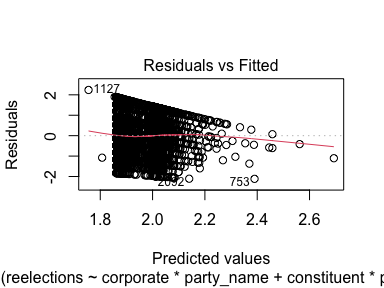 Residuals vs Fitted
1127
2092
753
Residuals
2
0
-2
1.8 2.0 2.2 2.4 2.6
Predicted values
(reelections ~ corporate * party_name + constituent * p